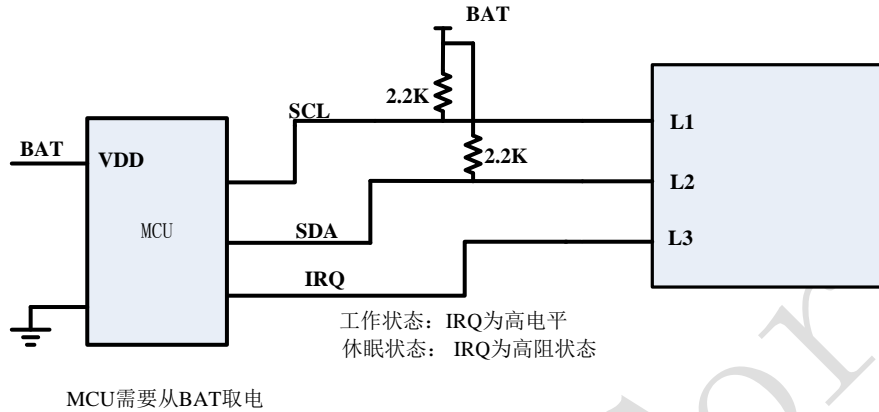 BAT
2.2K
SCL
L1
BAT
VDD
2.2K
L2
MCU
SDA
L3
IRQ
工作状态：IRQ为高电平
休眠状态： IRQ为高阻状态
MCU需要从BAT取电